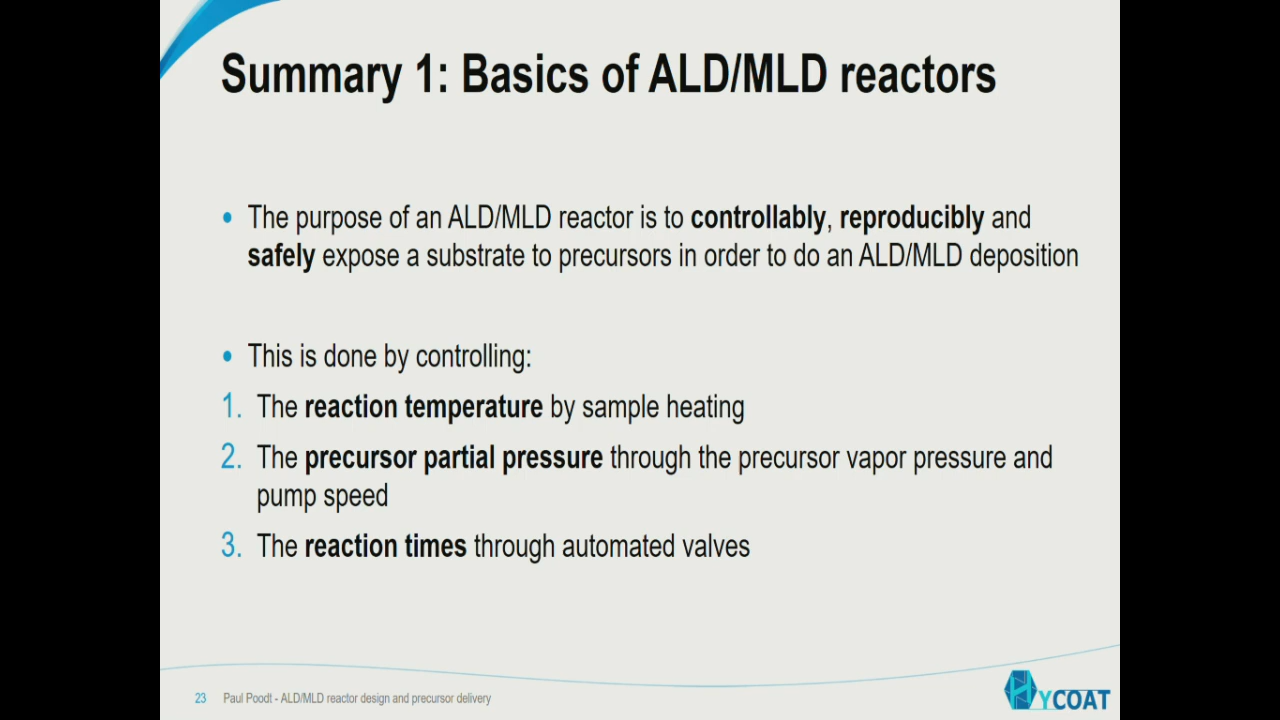 Summary 1: Basics of ALD/MLD reactors
• The purpose of an ALD/MLD reactor is to controllably, reproducibly and
safely expose a substrate to precursors in order to do an ALD/MLD deposition
• This is done by controlling:
1. The reaction temperature by sample heating
2. The precursor partial pressure through the precursor vapor pressure and
pump speed
3. The reaction times through automated valves
23 Paul Poodt - ALD/MLD reactor design and precursor delivery
HYCOAT